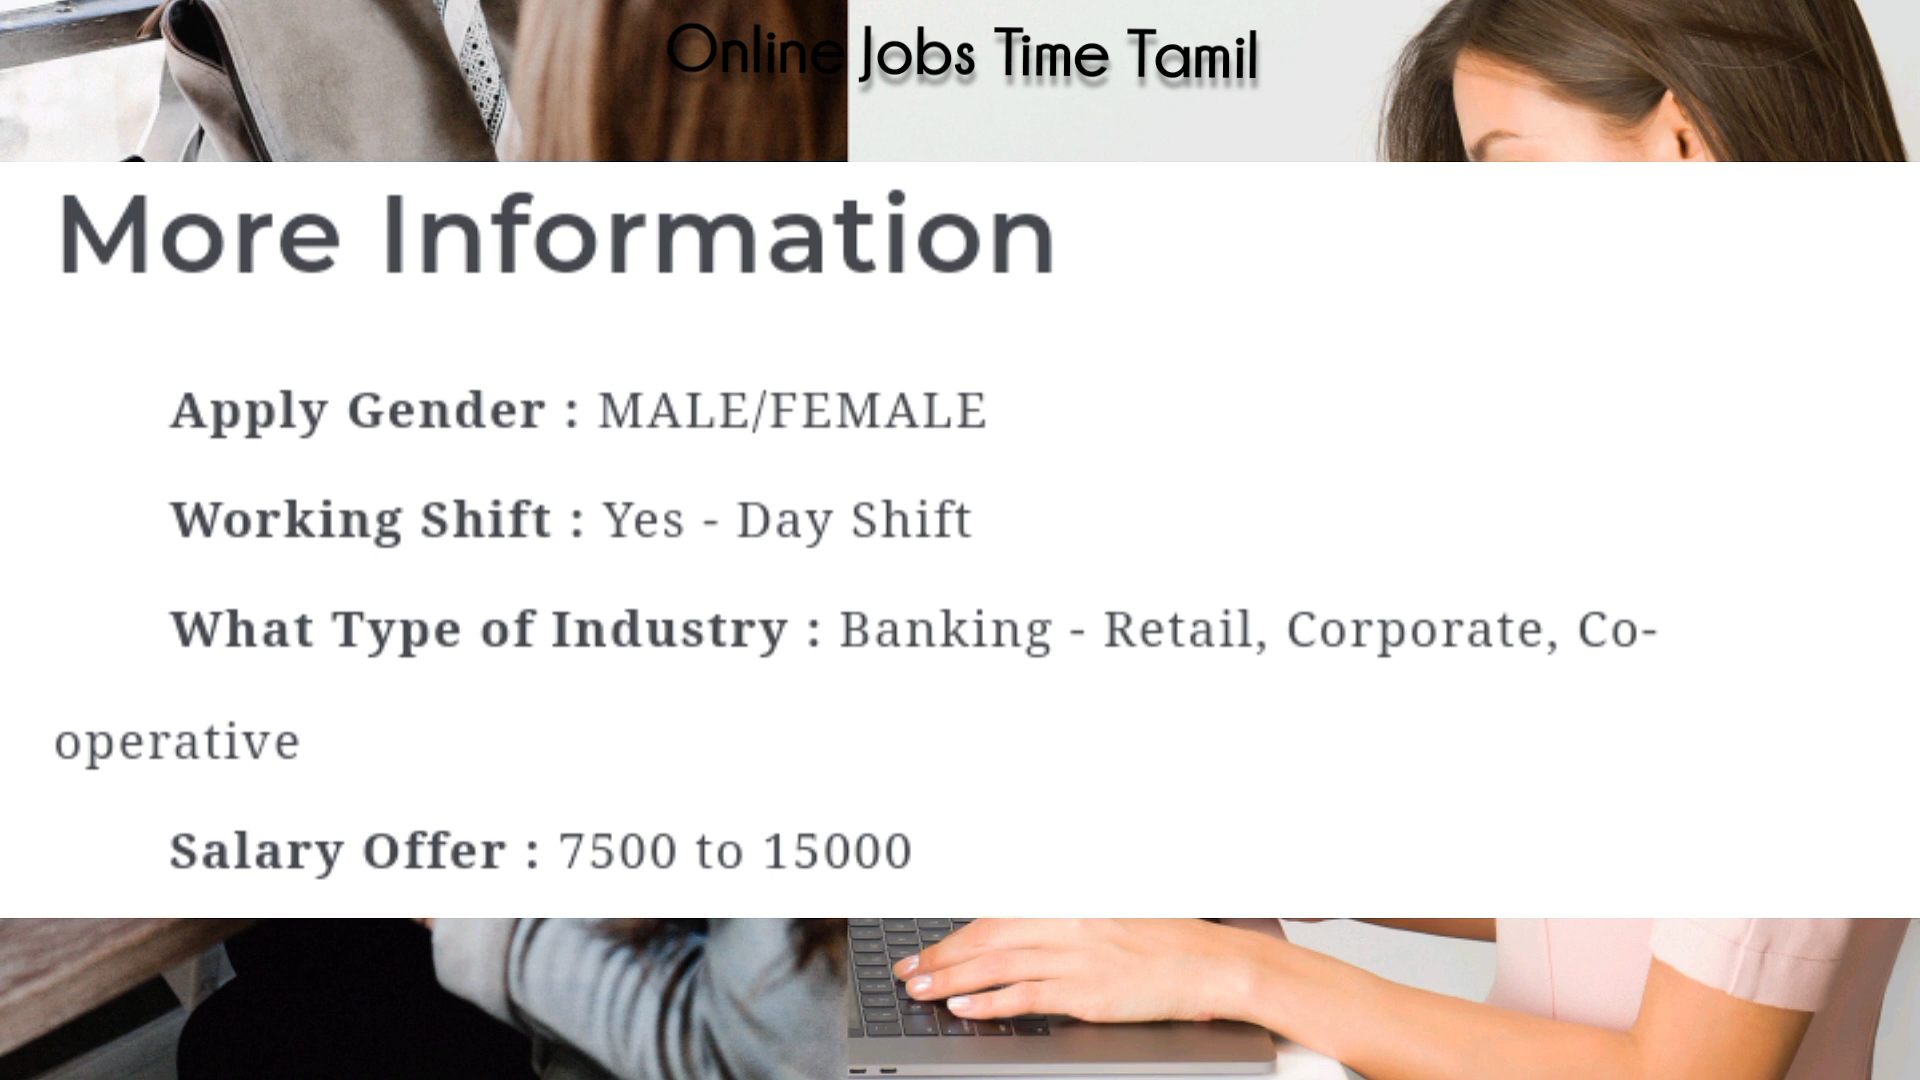 Online Jobs Time Tamil
More Information
Apply Gender : MALE/FEMALE
Working Shift : Yes - Day Shift
What Type of Industry : Banking - Retail, Corporate, Co-
operative
Salary Offer : 7500 to 15000